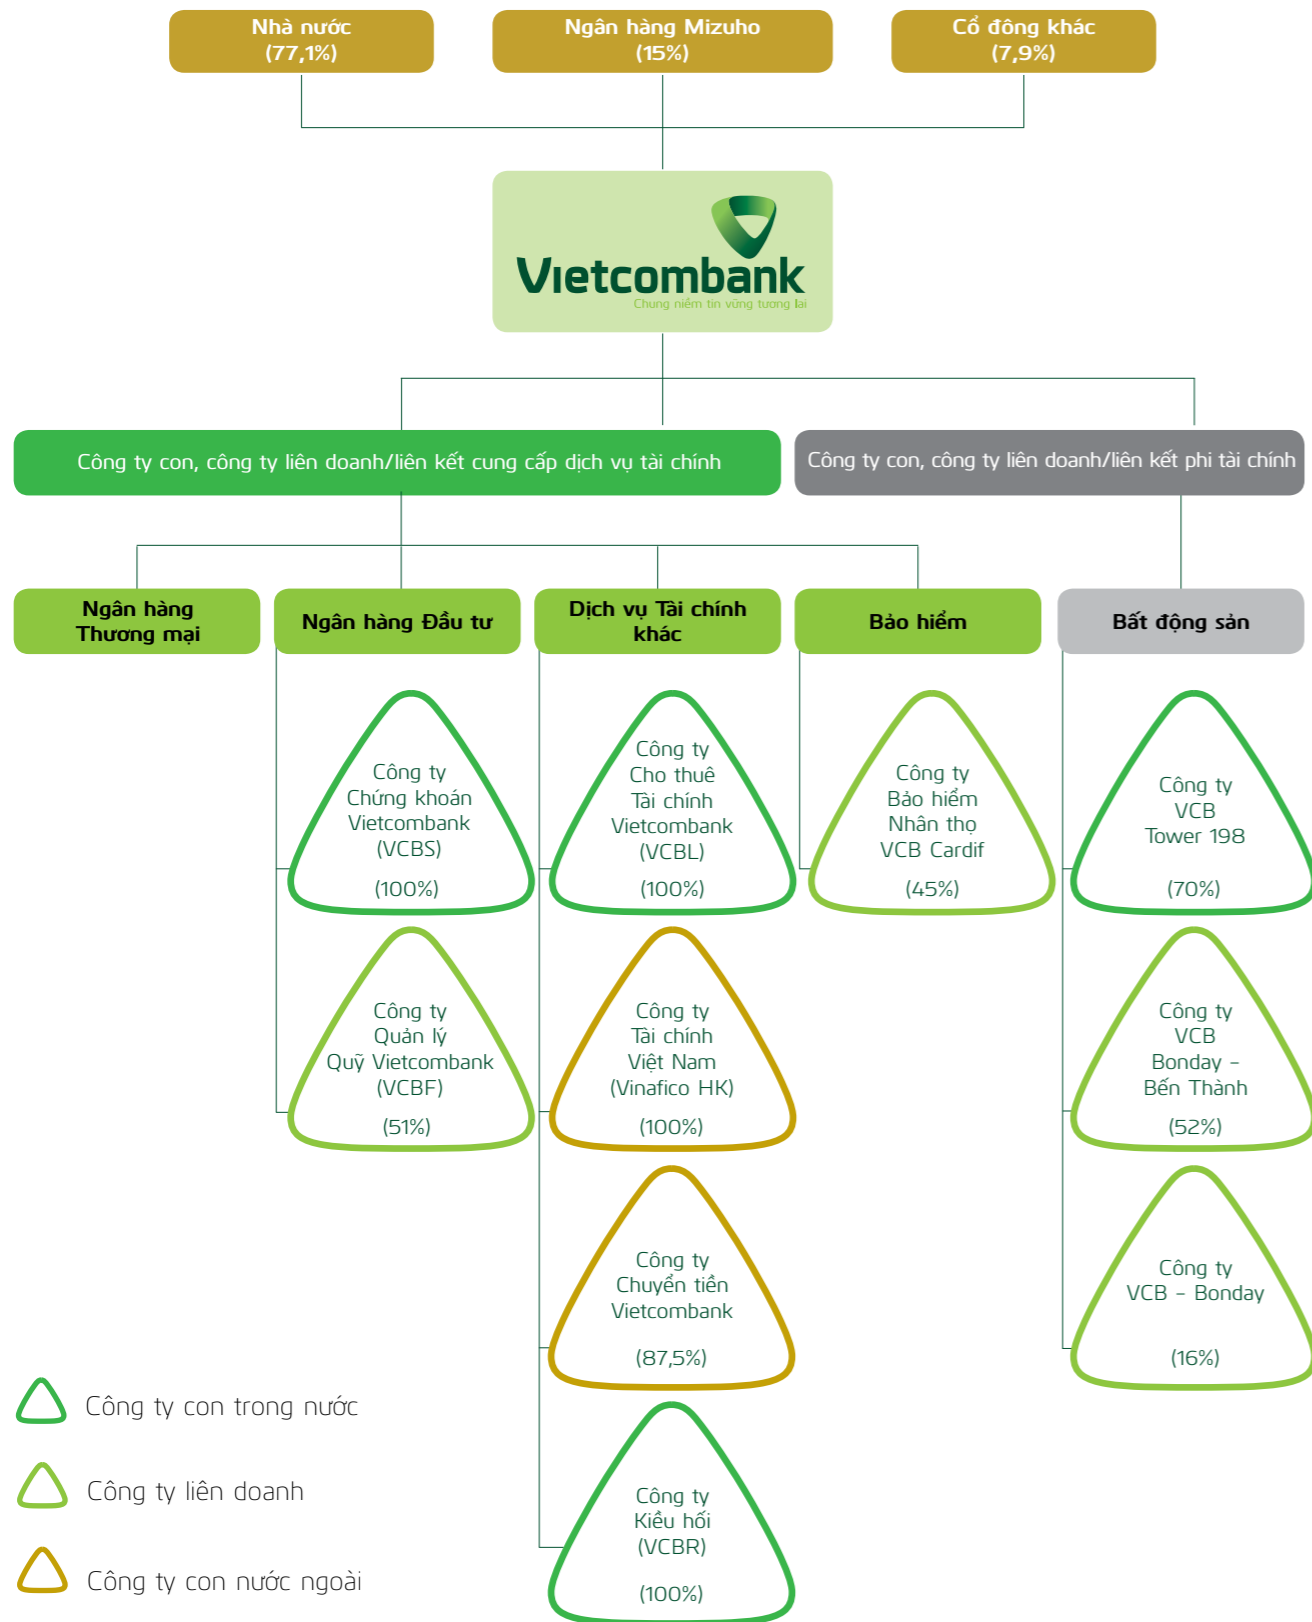 Nhà nước
(77,1%)
Ngân hàng Mizuho
(15%)
Cổ đông khác
(7,9%)
Vietcombank
Chung niềm tin vững tương lai
Công ty con, công ty liên doanh/liên kết cung cấp dịch vụ tài chính
Công ty con, công ty liên doanh/liên kết phi tài chính
Ngân hàng
Thương mại
Ngân hàng Đầu tư
Dịch vụ Tài chính
khác
Bảo hiểm
Bất động sản
Công ty
Chứng khoán
Vietcombank
(VCBS)
(100%)
Công ty
Cho thuê
Tài chính
Vietcombank
(VCBL)
(100%)
Công ty
Bảo hiểm
Nhân thọ
VCB Cardif
(45%)
Công ty
VCB
Tower 198
(70%)
Công ty
Quản lý
Quỹ Vietcombank
(VCBF)
(51%)
Công ty
Tài chính
Việt Nam
(Vinafico HK)
(100%)
Công ty
VCB
Bonday –
Bến Thành
(52%)
Công ty
Chuyển tiền
Vietcombank
(87,5%)
Công ty
VCB – Bonday
(16%)
Công ty
Kiều hối
(VCBR)
(100%)
Công ty con trong nước
Công ty liên doanh
Công ty con nước ngoài